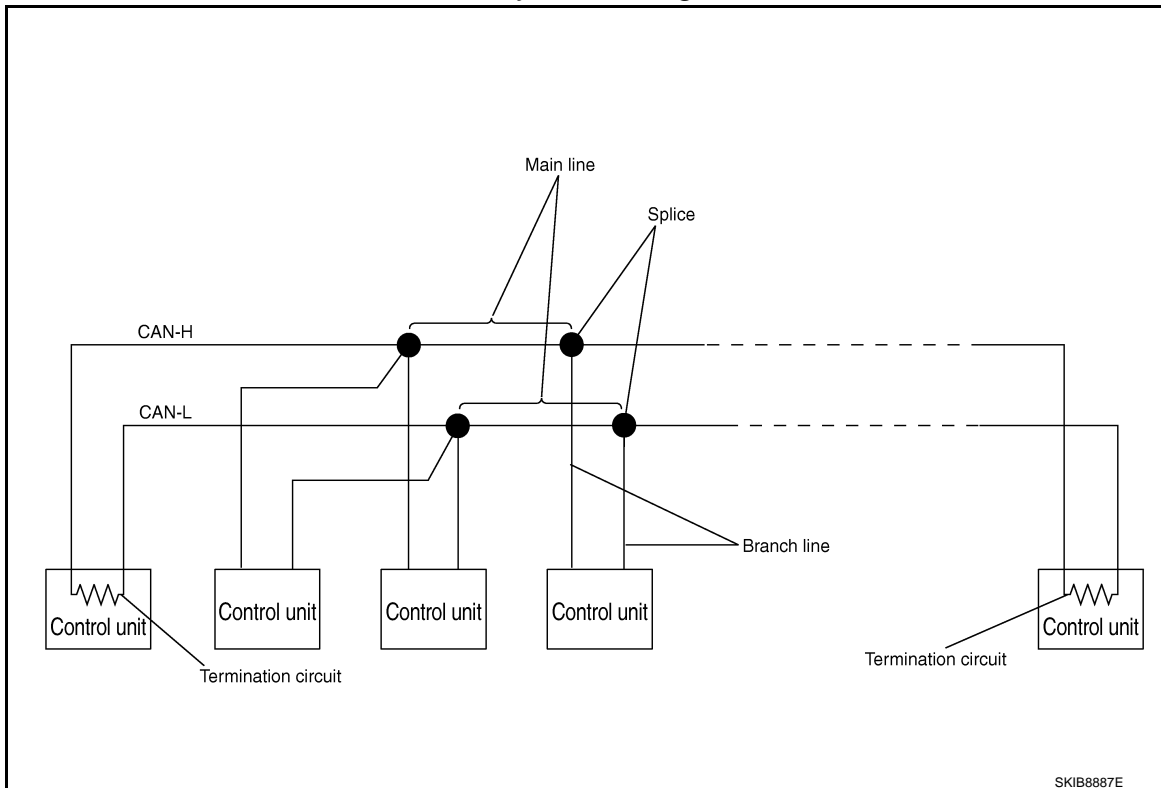 Main line
Splice
CAN-H
CAN-L
Branch line
Control unit
Control unit
Control unit
Control unit
Control unit
Termination circuit
Termination circuit
SKIB8887E